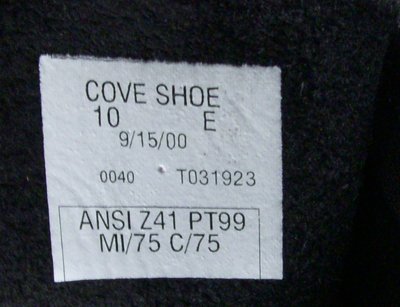 COVE SHOE
10 E
9/15/00
0040 T031923
ANSI Z41 PT99
MI/75 C/75